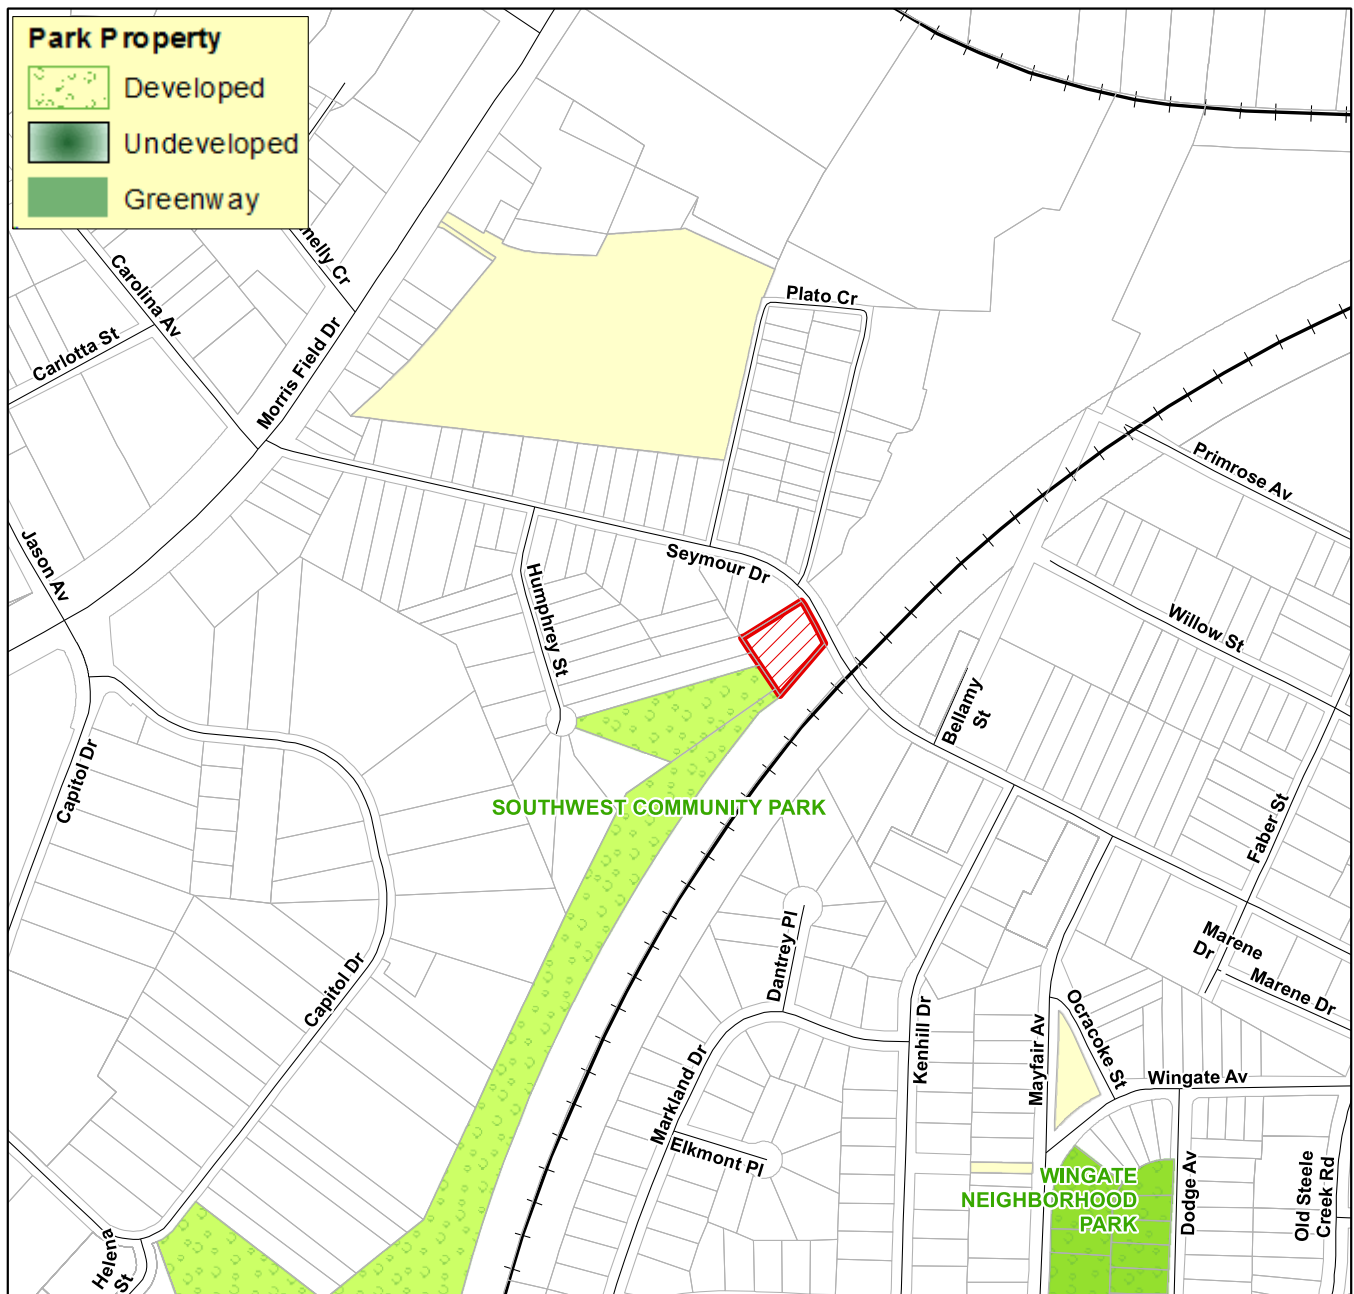 Park Property
Developed
Undeveloped
Greenway
nelly Cr
Carolina Av
Carlotta St
Morris Field Dr
Plato Cr
Primrose Av
Jason Av
Seymour Dr
Humphrey St
Willow St
Bellamy
St
Capitol Dr
SOUTHWEST COMMUNITY PARK
Faber St
Dantrey Pl
Marene
Dr
Marene Dr
Capitol Dr
Ocracoke St
Kenhill Dr
Mayfair Av
Markland Dr
Wingate Av
Elkmont Pl
WINGATE
NEIGHBORHOOD
PARK
Dodge Av
Old Steele
Creek Rd
Helena
St